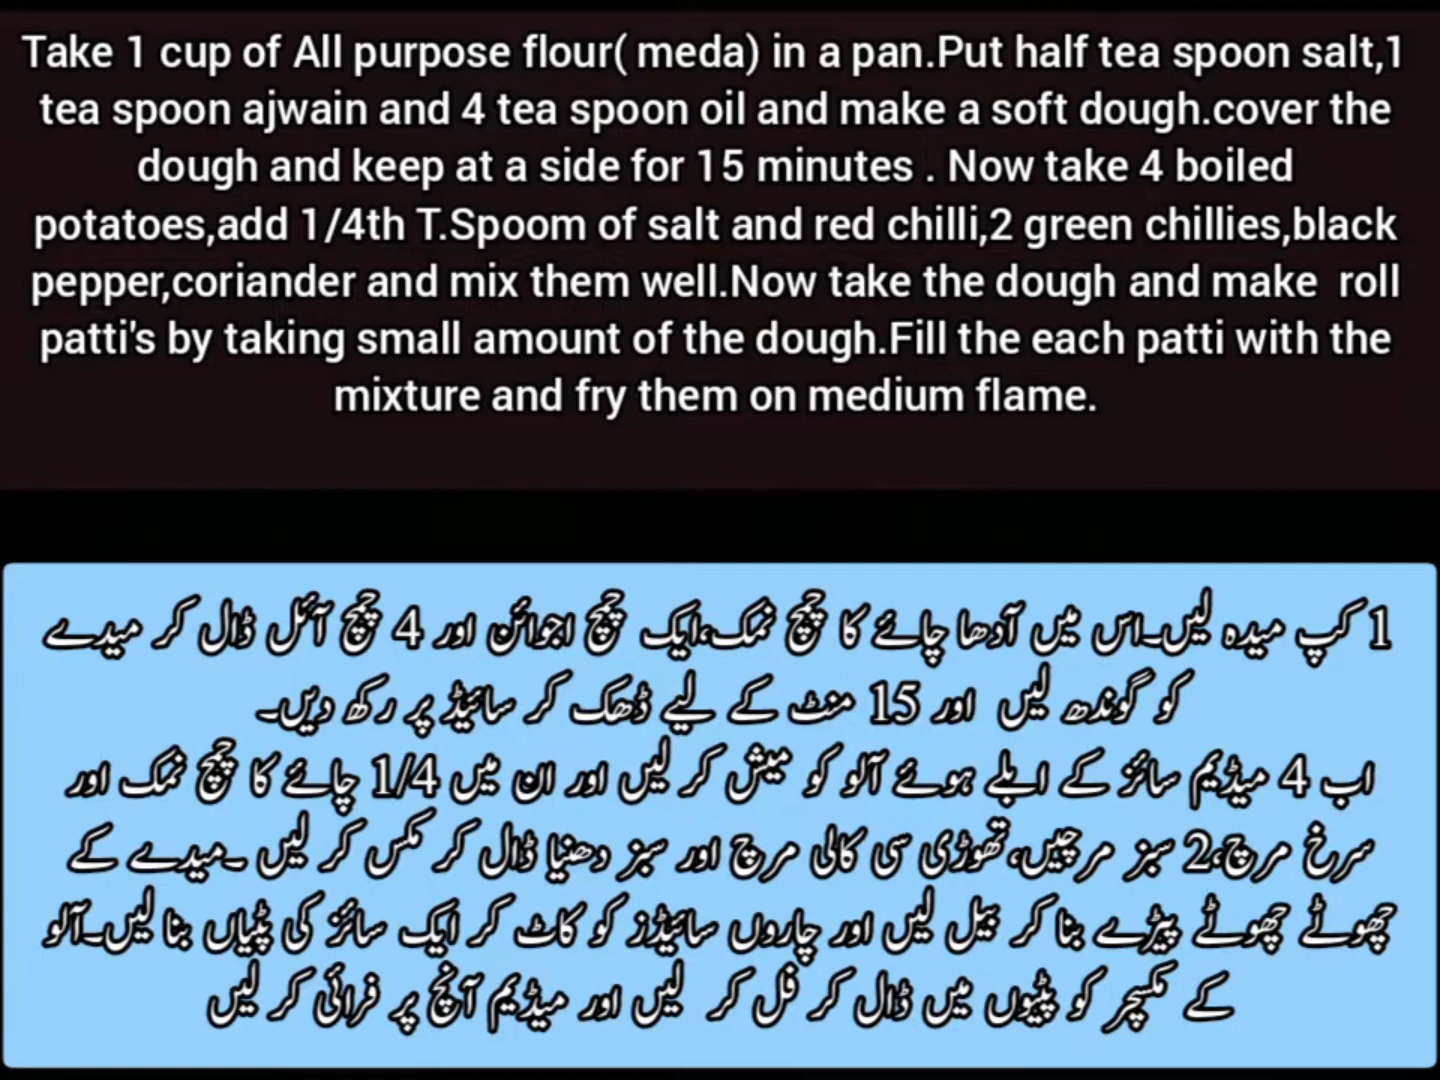 Take 1 cup of All purpose flour( meda) in a pan.Put half tea spoon salt,1
tea spoon ajwain and 4 tea spoon oil and make a soft dough.cover the
dough and keep at a side for 15 minutes . Now take 4 boiled
potatoes,add 1/4th T.Spoom of salt and red chilli,2 green chillies,black
pepper,coriander and mix them well.Now take the dough and make  roll
patti's by taking small amount of the dough.Fill the each patti with the
mixture and fry them on medium flame.
1 کپ میدہ لیں۔اس میں آدھا چائے کا چمچ نمک،ایک چمچ اجوائن اور 4 چمچ آئل ڈال کر میدے
کو گوندھ لیں اور 15 منٹ کے لیے ڈھک کر سائیڈ پر رکھ دیں۔
اب 4 میڈیم سائز کے ابلے ہوئے آلو کو میش کر لیں اور ان میں 1/4 چائے کا چمچ نمک اور
سرخ مرچ،2 سبز مرچیں،تھوڑی سی کالی مرچ اور سبز دھنیا ڈال کر مکس کر لیں ۔میدے کے
چھوٹے چھوٹے پیڑے بنا کر بیل لیں اور چاروں سائیڈز کو کاٹ کر ایک سائز کی پٹیاں بنا لیں۔آلو
کے مکسچر کو پٹیوں میں ڈال کر فل کر لیں اور میڈیم آنچ پر فرائی کر لیں